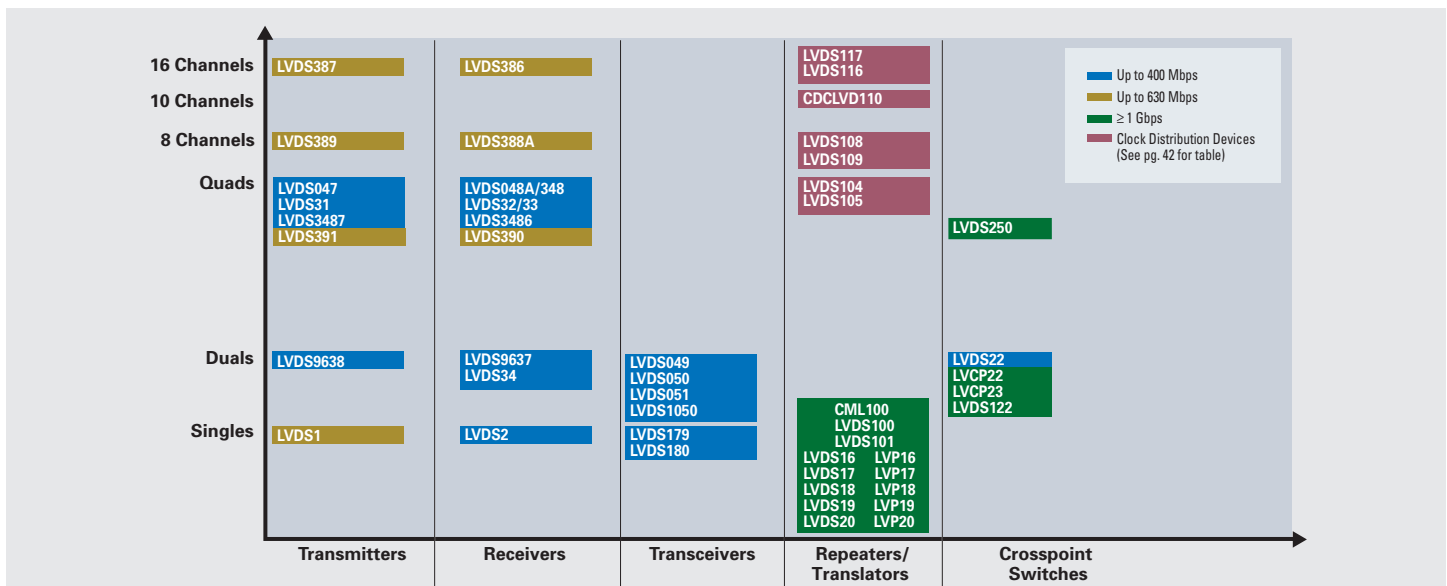 16 Channels
10 Channels
8 Channels
Quads
Duals
Singles
LVDS387
LVDS389
LVDS047
LVDS31
LVDS3487
LVDS391
LVDS9638
LVDS1
LVDS386
LVDS388A
LVDS048A/348
LVDS32/33
LVDS3486
LVDS390
LVDS9637
LVDS34
LVDS2
LVDS049
LVDS050
LVDS051
LVDS1050
LVDS179
LVDS180
LVDS117
LVDS116
CDCLVD110
LVDS108
LVDS109
LVDS104
LVDS105
CML100
LVDS100
LVDS101
LVDS16 LVP16
LVDS17 LVP17
LVDS18 LVP18
LVDS19 LVP19
LVDS20 LVP20
LVDS250
LVDS22
LVCP22
LVCP23
LVDS122
Up to 400 Mbps
Up to 630 Mbps
≥ 1 Gbps
Clock Distribution Devices
(See pg. 42 for table)
Transmitters
Receivers
Transceivers
Repeaters/
Translators
Crosspoint
Switches